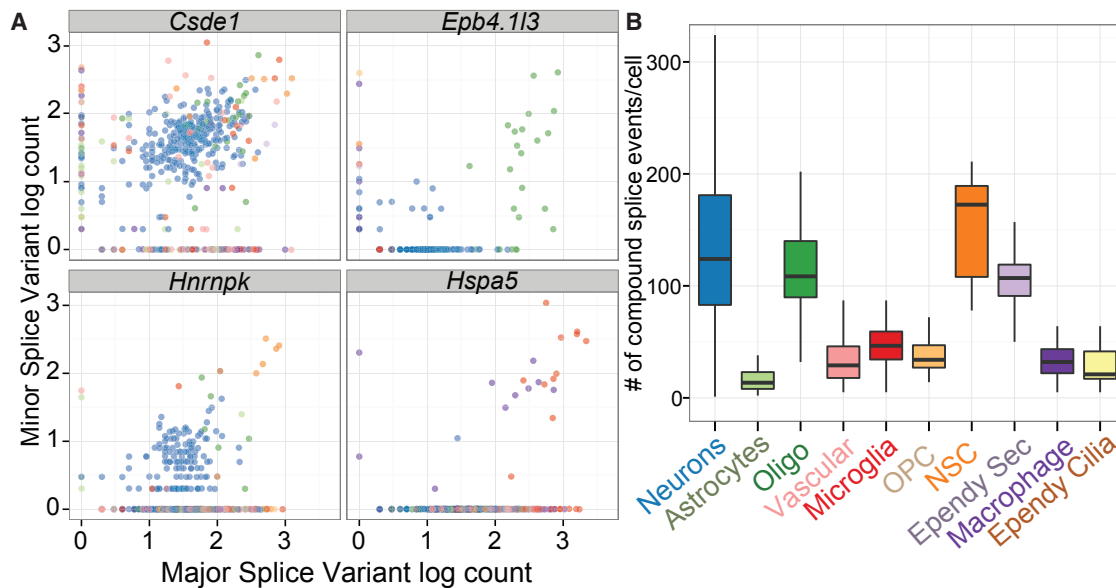 A
Csde1
Epb4.1l3
Hnrnpk
Hspa5
3
2
1
0
3
2
1
0
Minor Splice Variant log count
0 1 2 3
0 1 2 3
Major Splice Variant log count
B
300
200
100
0
# of compound splice events/cell
Neurons
Astrocytes
Oligo
Vascular
Microglia
OPC
NSC
Ependy Sec
Macrophage
Ependy Cilia